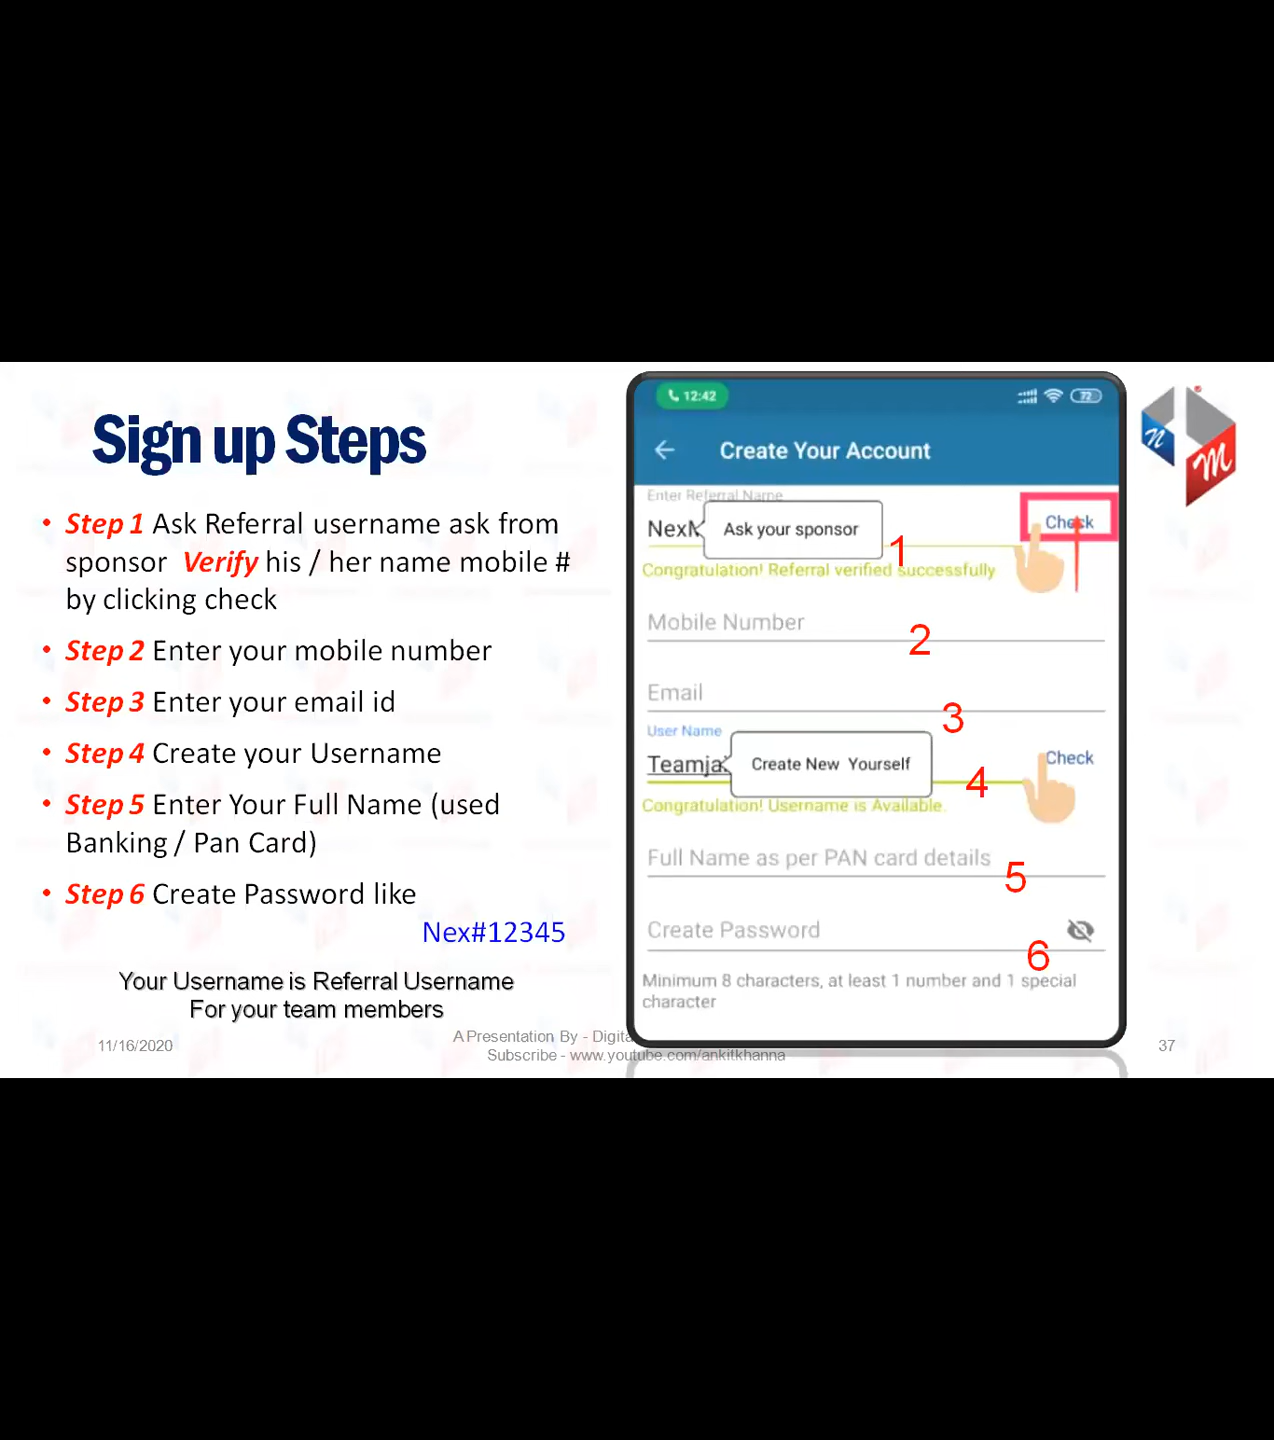 Sign up Steps
• Step 1 Ask Referral username ask from
sponsor Verify his / her name mobile #
by clicking check
• Step 2 Enter your mobile number
• Step 3 Enter your email id
• Step 4 Create your Username
• Step 5 Enter Your Full Name (used
Banking / Pan Card)
• Step 6 Create Password like
Nex#12345
Your Username is Referral Username
For your team members
11/16/2020
A Presentation By -
Subscribe - www.youtube.com/ankitkhanna
37
12:42
72
Create Your Account
Enter Referral Name
Ask your sponsor
1
Check
Congratulation! Referral verified successfully
Mobile Number
2
Email
3
User Name
Create New Yourself
4
Check
Congratulation! Username is Available.
Full Name as per PAN card details
5
Create Password
6
Minimum 8 characters, at least 1 number and 1 special
character
n
m